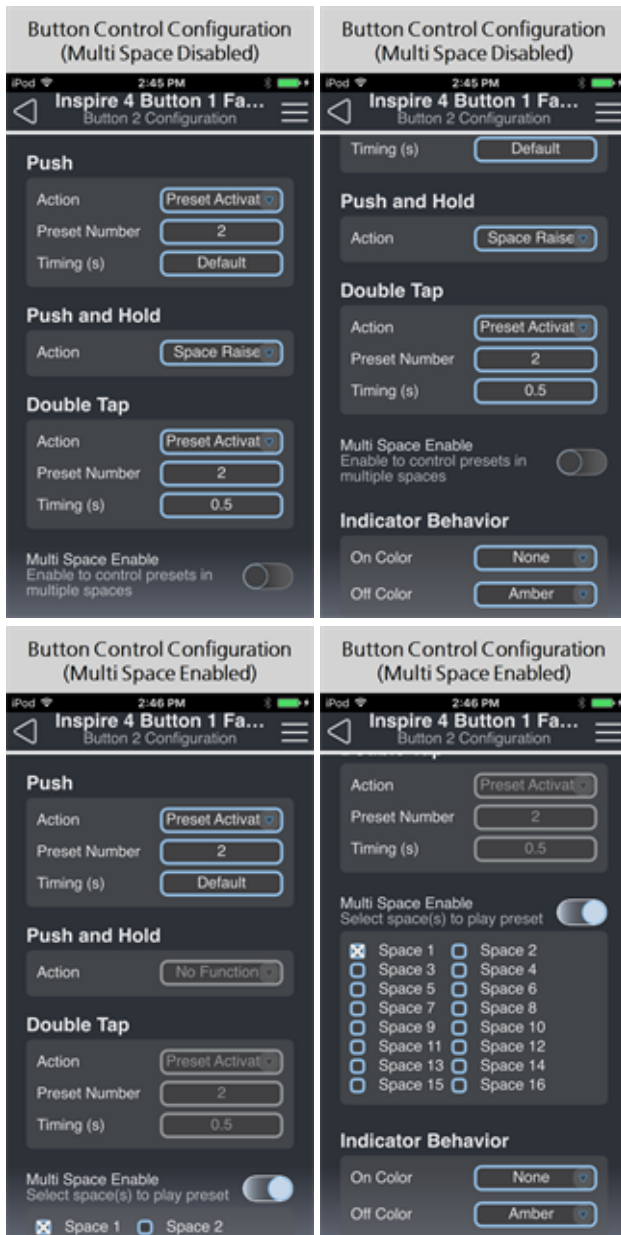 Button Control Configuration
(Multi Space Disabled)
iPod 2:45 PM
Inspire 4 Button 1 Fa...
Button 2 Configuration
Push
Action Preset Activat
Preset Number 2
Timing (s) Default
Push and Hold
Action Space Raise
Double Tap
Action Preset Activat
Preset Number 2
Timing (s) 0.5
Multi Space Enable
Enable to control presets in
multiple spaces
Button Control Configuration
(Multi Space Disabled)
iPod 2:45 PM
Inspire 4 Button 1 Fa...
Button 2 Configuration
Timing (s) Default
Push and Hold
Action Space Raise
Double Tap
Action Preset Activat
Preset Number 2
Timing (s) 0.5
Multi Space Enable
Enable to control presets in
multiple spaces
Indicator Behavior
On Color None
Off Color Amber
Button Control Configuration
(Multi Space Enabled)
iPod 2:46 PM
Inspire 4 Button 1 Fa...
Button 2 Configuration
Push
Action Preset Activat
Preset Number 2
Timing (s) Default
Push and Hold
Action No Function
Double Tap
Action Preset Activat
Preset Number 2
Timing (s) 0.5
Multi Space Enable
Select space(s) to play preset
Space 1 Space 2
Button Control Configuration
(Multi Space Enabled)
iPod 2:46 PM
Inspire 4 Button 1 Fa...
Button 2 Configuration
Double Tap
Action Preset Activat
Preset Number 2
Timing (s) 0.5
Multi Space Enable
Select space(s) to play preset
Space 1 Space 2
Space 3 Space 4
Space 5 Space 6
Space 7 Space 8
Space 9 Space 10
Space 11 Space 12
Space 13 Space 14
Space 15 Space 16
Indicator Behavior
On Color None
Off Color Amber